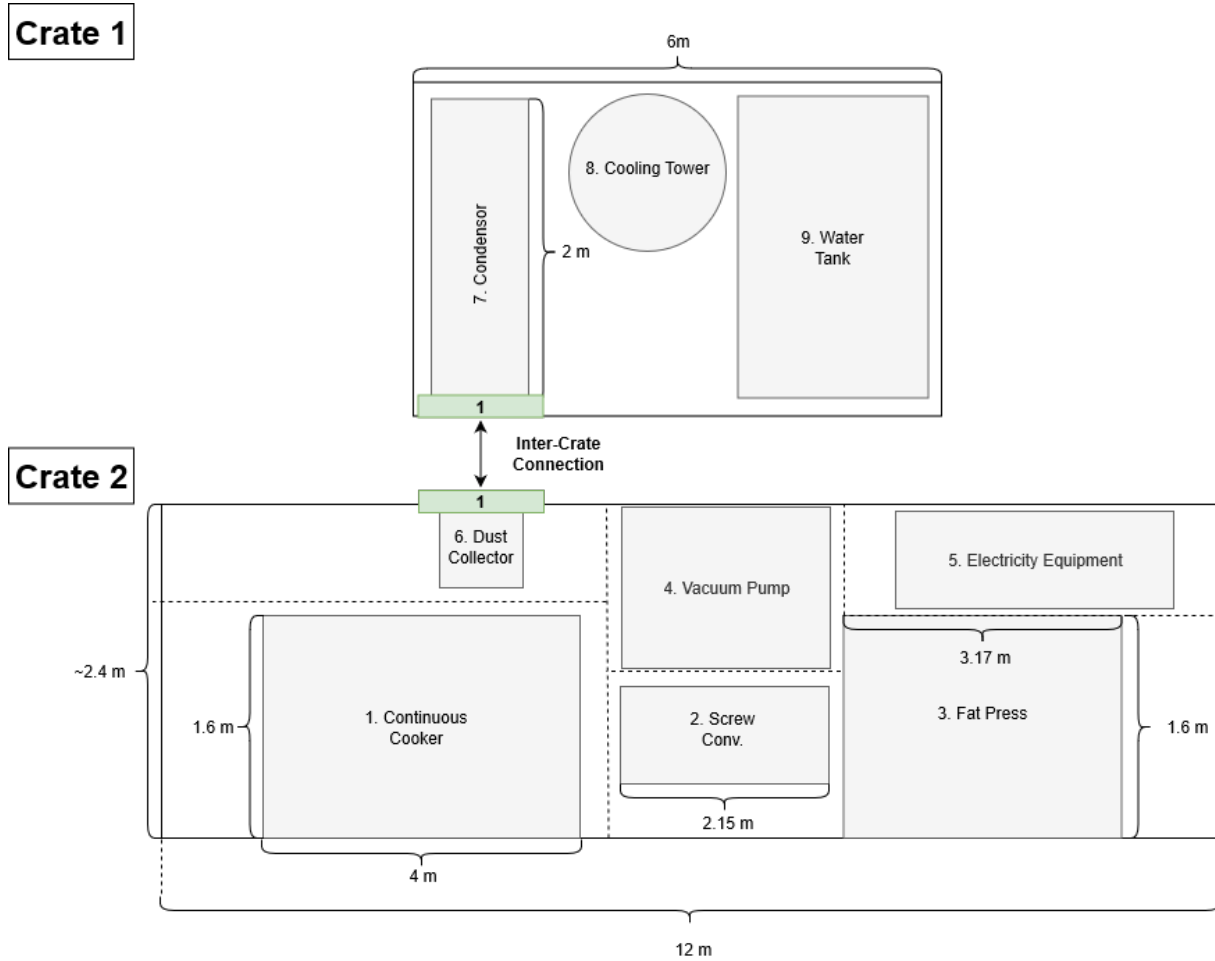 Crate 1
6m
8. Cooling Tower
7. Condensor
2 m
9. Water
Tank
1
Inter-Crate
Connection
Crate 2
1
6. Dust
Collector
4. Vacuum Pump
5. Electricity Equipment
~2.4 m
3.17 m
1.6 m
1. Continuous
Cooker
2. Screw
Conv.
3. Fat Press
1.6 m
2.15 m
4 m
12 m